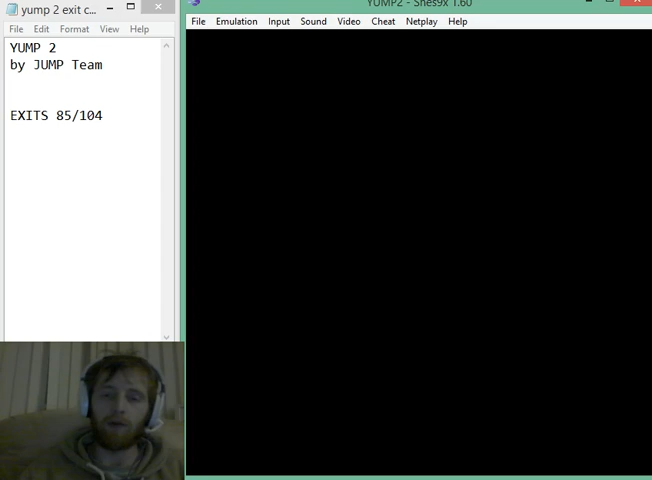 yump 2 exit c...
File Edit Format View Help
YUMP 2
by JUMP Team
EXITS 85/104
YUMP2 - Snes9x 1.60
File Emulation Input Sound Video Cheat Netplay Help